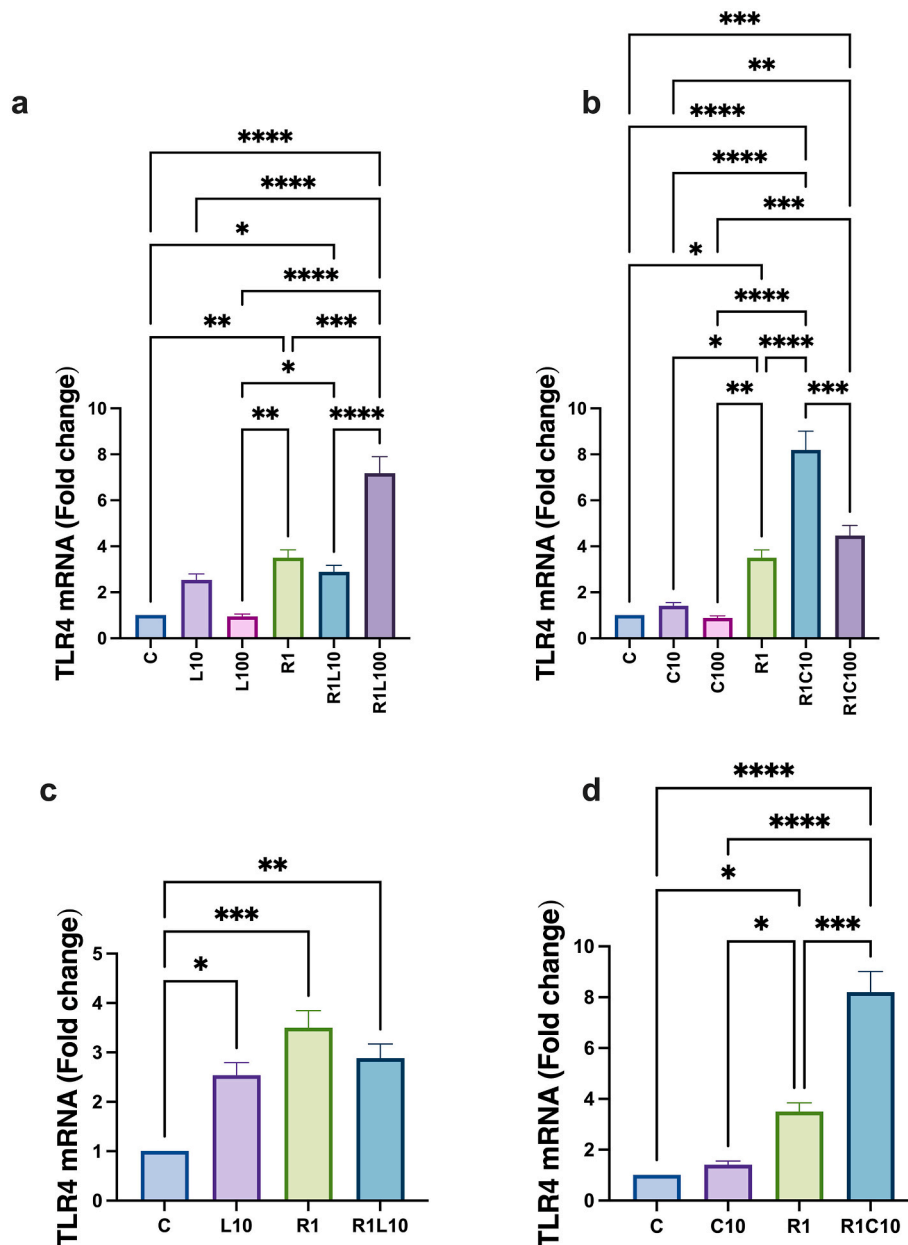 a
****
****
*
****
**
***
*
**
****
TLR4 mRNA (Fold change)
10
8
6
4
2
0
C
L10
L100
R1
R1L10
R1L100
b
***
**
****
****
***
*
****
*
****
**
***
TLR4 mRNA (Fold change)
10
8
6
4
2
0
C
C10
C100
R1
R1C10
R1C100
c
**
***
*
TLR4 mRNA (Fold change)
5
4
3
2
1
0
C
L10
R1
R1L10
d
****
****
*
*
***
TLR4 mRNA (Fold change)
10
8
6
4
2
0
C
C10
R1
R1C10